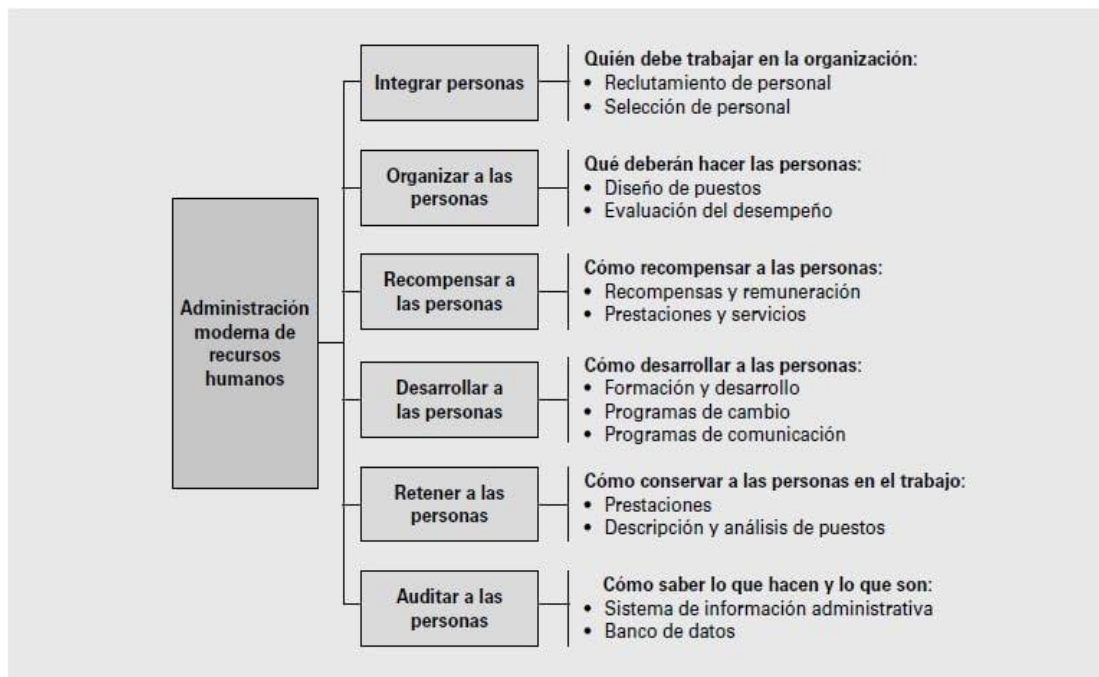 Administración
moderna de
recursos
humanos
Integrar personas
Quién debe trabajar en la organización:
• Reclutamiento de personal
• Selección de personal
Organizar a las
personas
Qué deberán hacer las personas:
• Diseño de puestos
• Evaluación del desempeño
Recompensar a
las personas
Cómo recompensar a las personas:
• Recompensas y remuneración
• Prestaciones y servicios
Desarrollar a
las personas
Cómo desarrollar a las personas:
• Formación y desarrollo
• Programas de cambio
• Programas de comunicación
Retener a las
personas
Cómo conservar a las personas en el trabajo:
• Prestaciones
• Descripción y análisis de puestos
Auditar a las
personas
Cómo saber lo que hacen y lo que son:
• Sistema de información administrativa
• Banco de datos